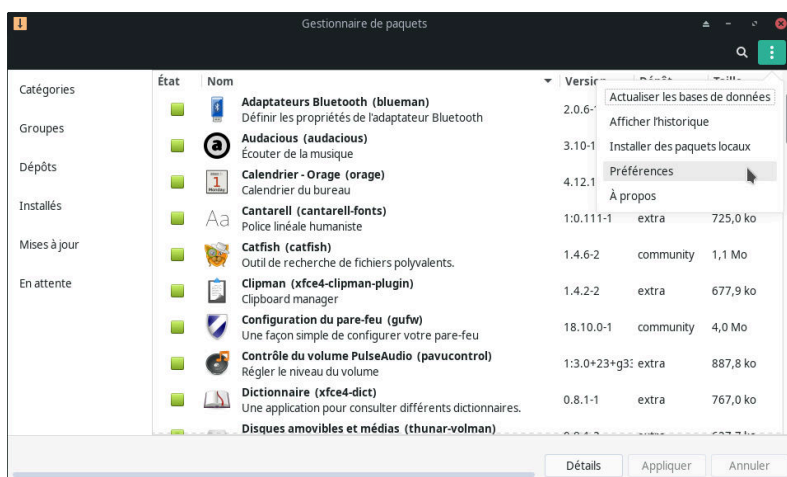 Gestionnaire de paquets
Catégories
Groupes
Dépôts
Installés
Mises à jour
En attente
État Nom Version Dépôt Taille
Adaptateurs Bluetooth (blueman)
Définir les propriétés de l'adaptateur Bluetooth
2.0.6-
Audacious (audacious)
Écouter de la musique
3.10-1
Calendrier - Orage (orage)
Calendrier du bureau
4.12.1
Aa Cantarell (cantarell-fonts)
Police linéale humaniste
1:0.111-1 extra 725,0 ko
Catfish (catfish)
Outil de recherche de fichiers polyvalents.
1.4.6-2 community 1,1 Mo
Clipman (xfce4-clipman-plugin)
Clipboard manager
1.4.2-2 extra 677,9 ko
Configuration du pare-feu (gufw)
Une façon simple de configurer votre pare-feu
18.10.0-1 community 4,0 Mo
Contrôle du volume PulseAudio (pavucontrol)
Régler le niveau du volume
1:3.0+23+g33 extra 887,8 ko
Dictionnaire (xfce4-dict)
Une application pour consulter différents dictionnaires.
0.8.1-1 extra 767,0 ko
Disques amovibles et médias (thunar-volman)
Actualiser les bases de données
Afficher l'historique
Installer des paquets locaux
Préférences
À propos
Détails Appliquer Annuler